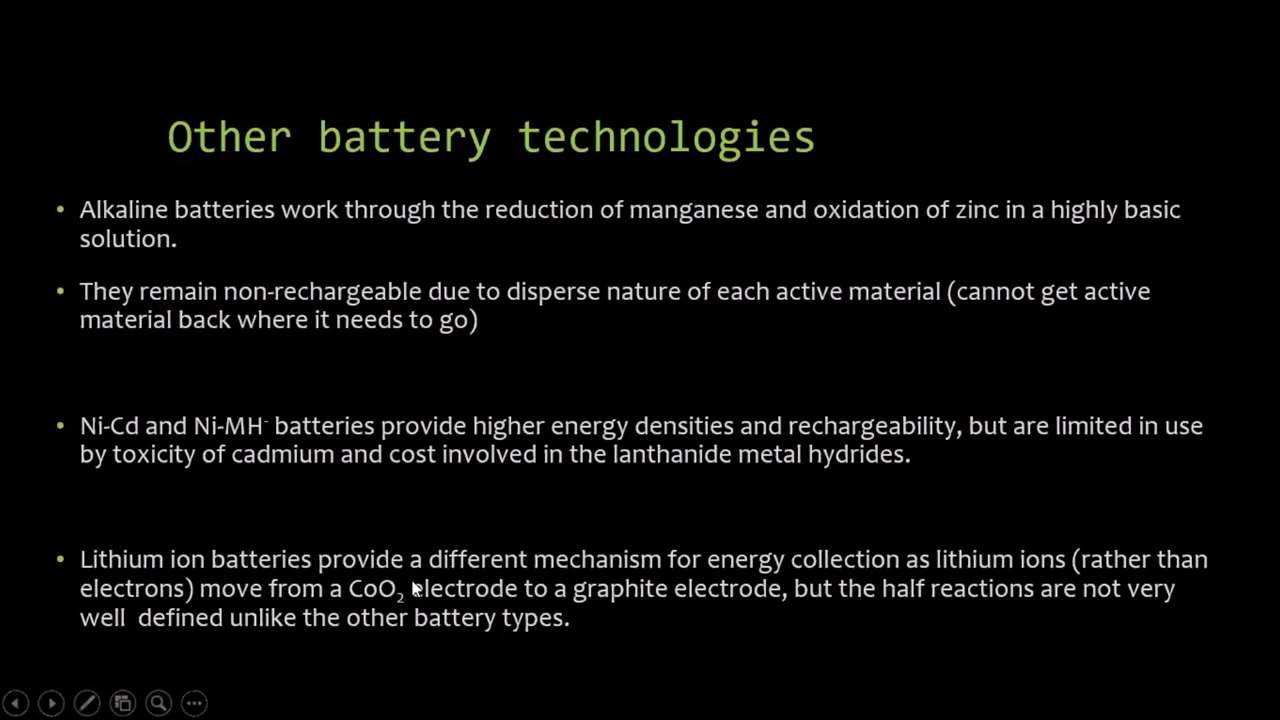 Other battery technologies
• Alkaline batteries work through the reduction of manganese and oxidation of zinc in a highly basic
solution.
• They remain non-rechargeable due to disperse nature of each active material (cannot get active
material back where it needs to go)
• Ni-Cd and Ni-MH⁻ batteries provide higher energy densities and rechargeability, but are limited in use
by toxicity of cadmium and cost involved in the lanthanide metal hydrides.
• Lithium ion batteries provide a different mechanism for energy collection as lithium ions (rather than
electrons) move from a CoO₂ electrode to a graphite electrode, but the half reactions are not very
well  defined unlike the other battery types.